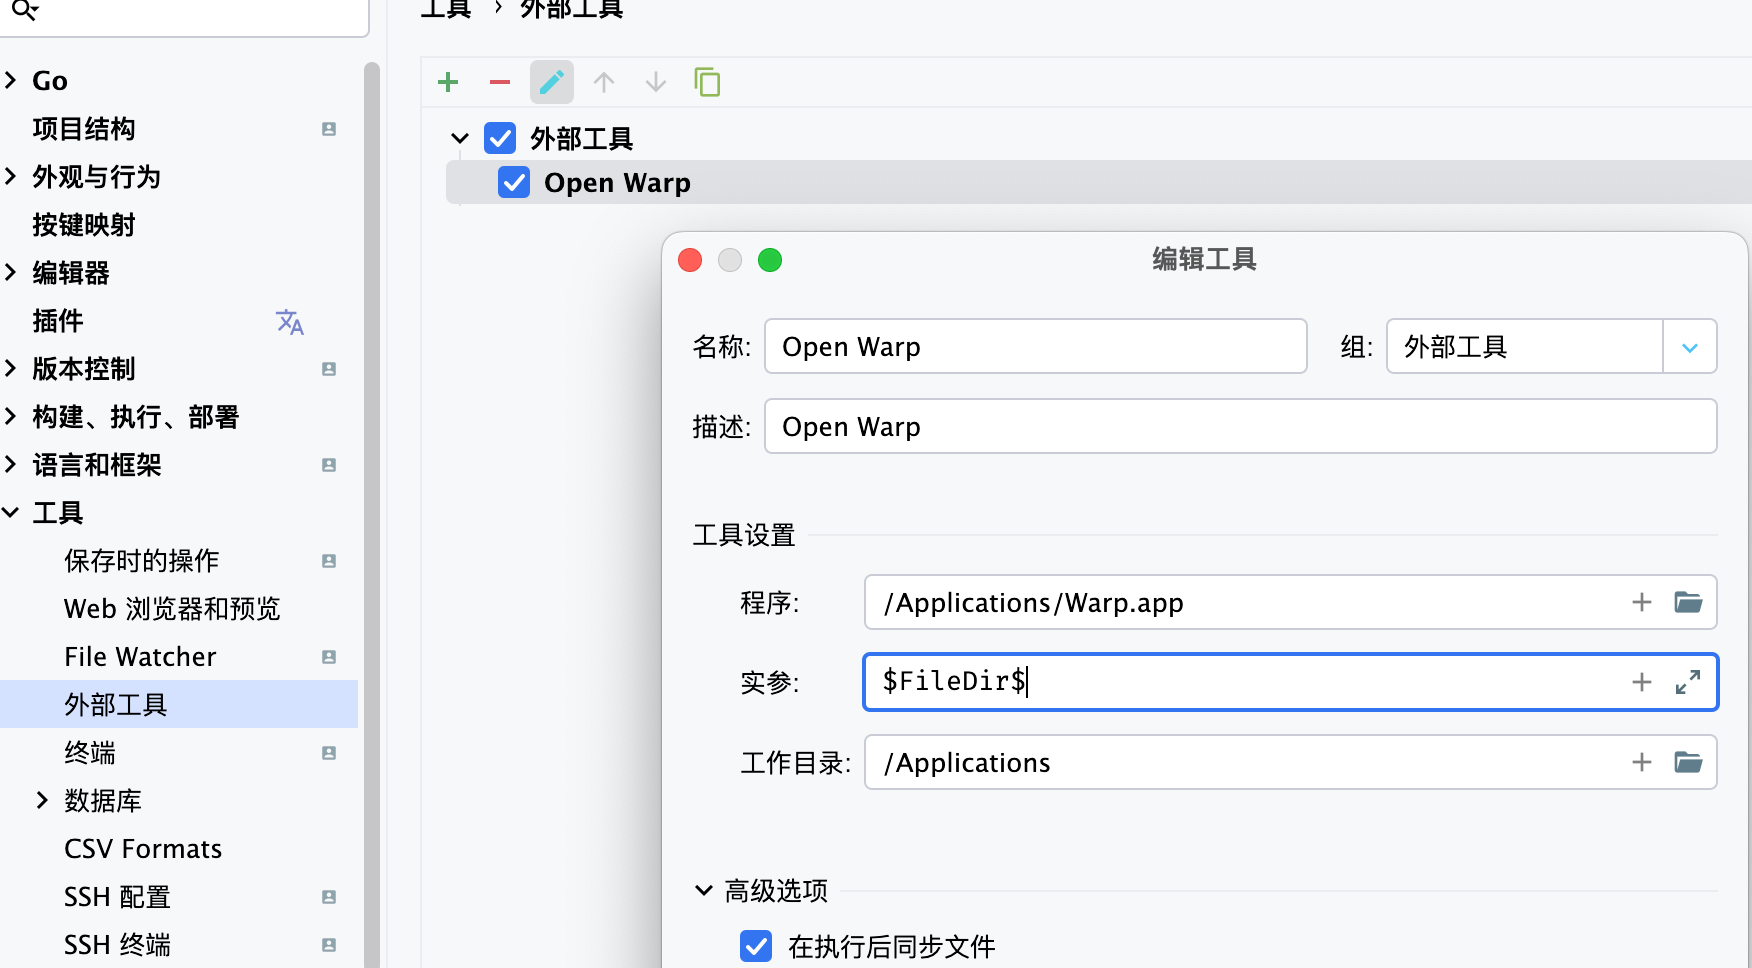 工具 › 外部工具
Go
项目结构
外观与行为
按键映射
编辑器
插件
版本控制
构建、执行、部署
语言和框架
工具
保存时的操作
Web 浏览器和预览
File Watcher
外部工具
终端
数据库
CSV Formats
SSH 配置
SSH 终端
外部工具
Open Warp
编辑工具
名称: Open Warp 组: 外部工具
描述: Open Warp
工具设置
程序: /Applications/Warp.app
实参: $FileDir$
工作目录: /Applications
高级选项
在执行后同步文件